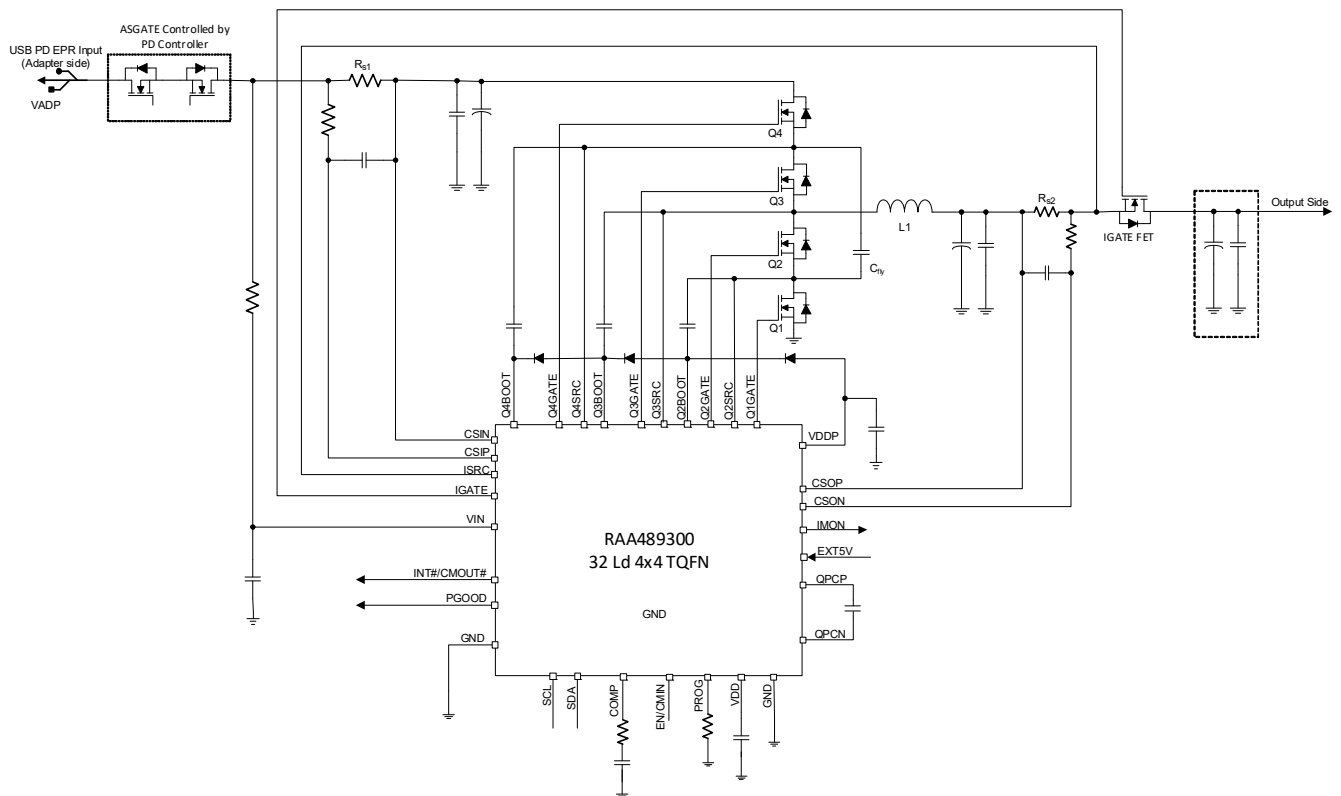 ASGATE Controlled by
PD Controller
USB PD EPR Input
(Adapter side)
VADP
Rs1
Q4
Q3
Q2
Q1
Cfly
L1
Rs2
IGATE FET
Output Side
Q4BOOT
Q4GATE
Q4SRC
Q3BOOT
Q3GATE
Q3SRC
Q2BOOT
Q2GATE
Q2SRC
Q1GATE
CSIN
CSIP
ISRC
IGATE
VIN
INT#/CMOUT#
PGOOD
GND
VDDP
CSOP
CSON
IMON
EXT5V
QPCP
QPCN
RAA489300
32 Ld 4x4 TQFN
GND
SCL
SDA
COMP
EN/CMIN
PROG
VDD
GND